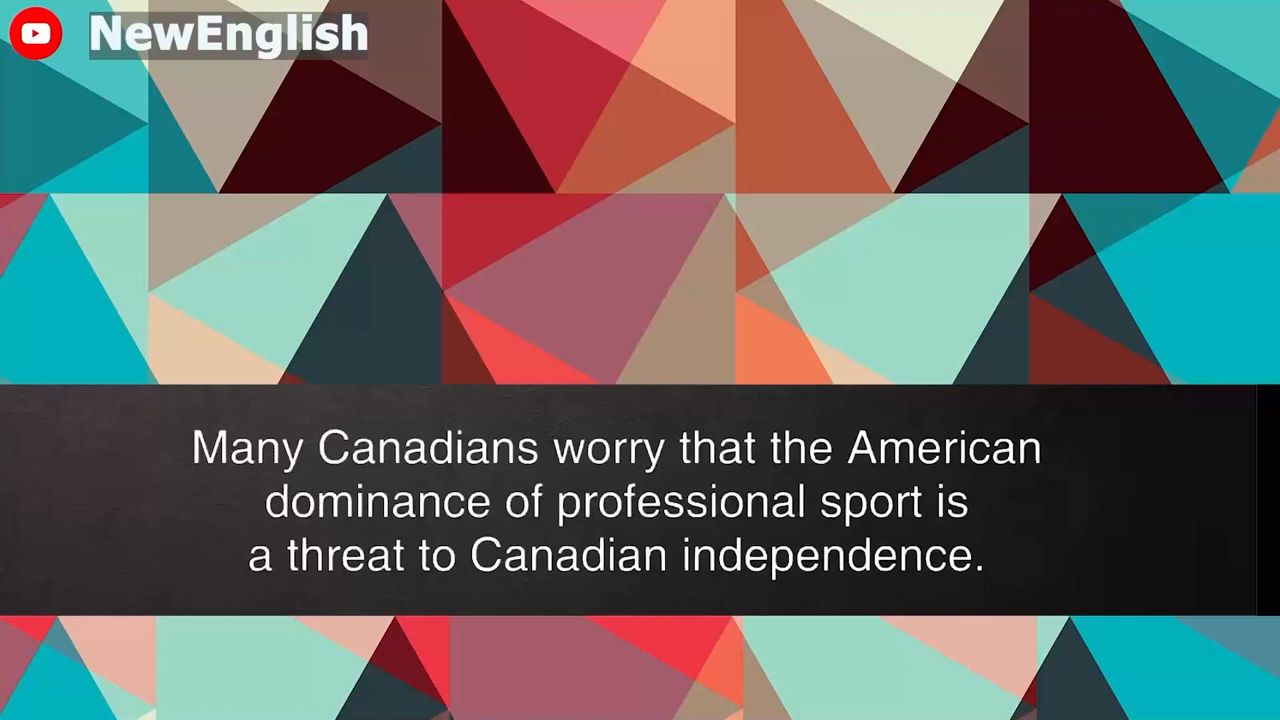 NewEnglish
Many Canadians worry that the American
dominance of professional sport is
a threat to Canadian independence.